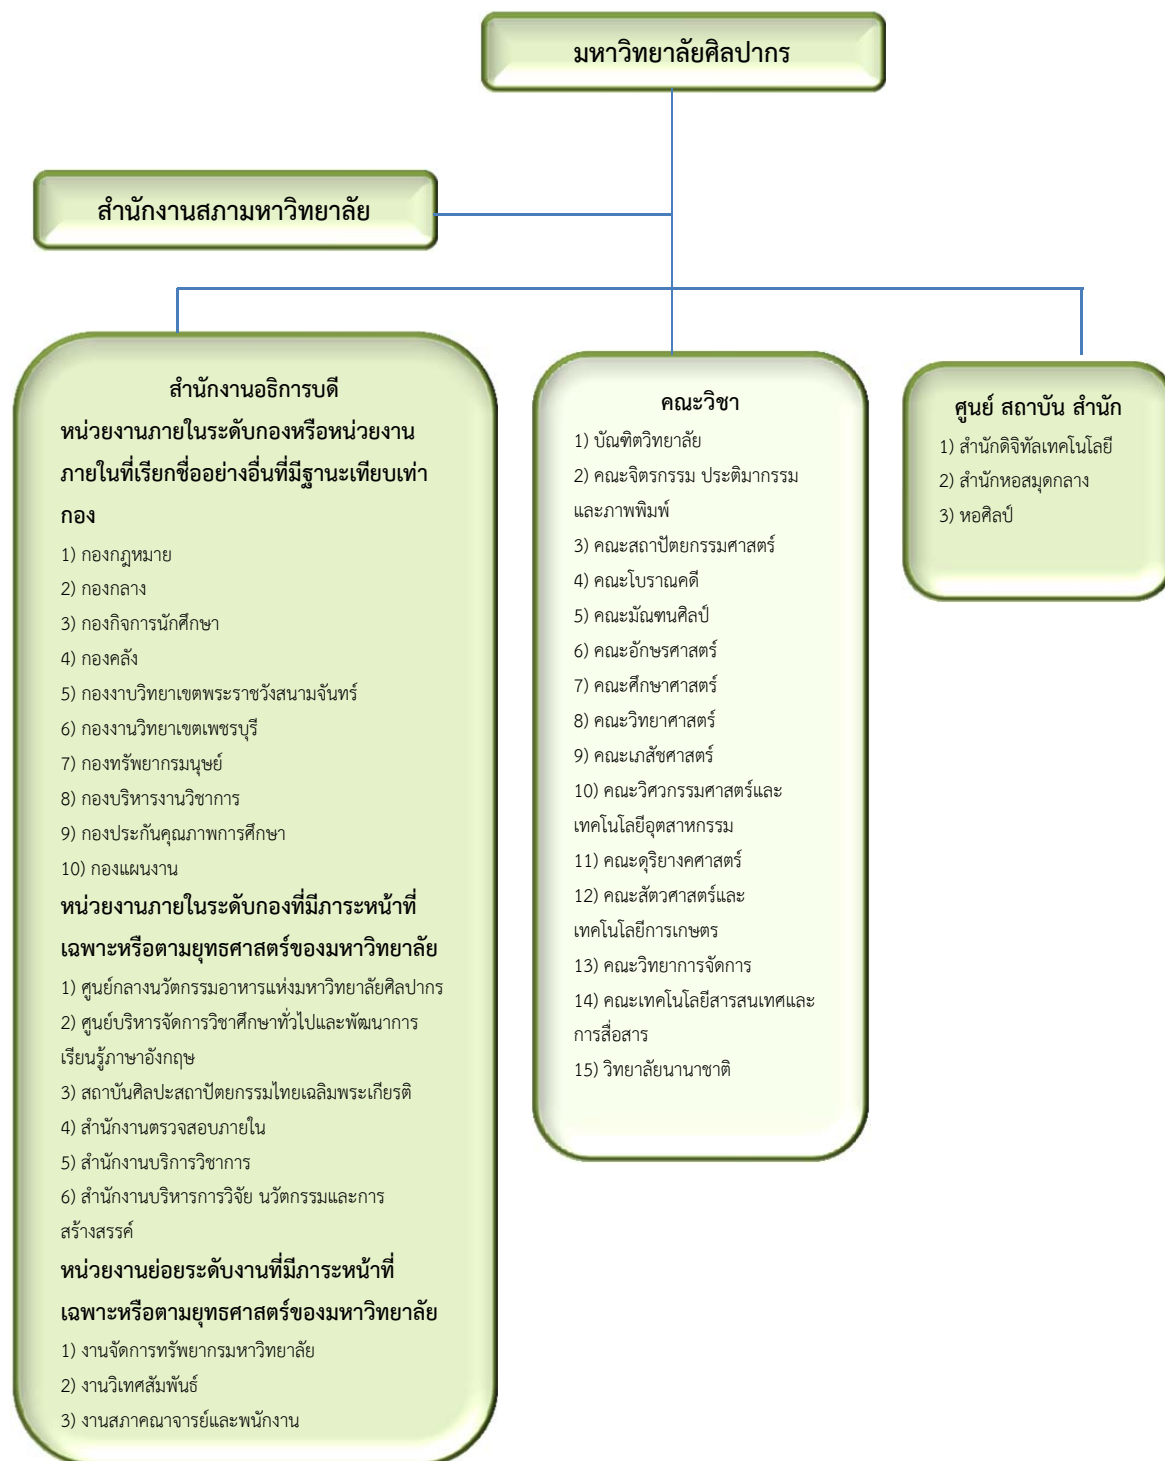 มหาวิทยาลัยศิลปากร
สำนักงานสภามหาวิทยาลัย
สำนักงานอธิการบดี
หน่วยงานภายในระดับกองหรือหน่วยงาน
ภายในที่เรียกชื่ออย่างอื่นที่มีฐานะเทียบเท่า
กอง
1) กองกฎหมาย
2) กองกลาง
3) กองกิจการนักศึกษา
4) กองคลัง
5) กองงาบวิทยาเขตพระราชวังสนามจันทร์
6) กองงานวิทยาเขตเพชรบุรี
7) กองทรัพยากรมนุษย์
8) กองบริหารงานวิชาการ
9) กองประกันคุณภาพการศึกษา
10) กองแผนงาน
หน่วยงานภายในระดับกองที่มีภาระหน้าที่
เฉพาะหรือตามยุทธศาสตร์ของมหาวิทยาลัย
1) ศูนย์กลางนวัตกรรมอาหารแห่งมหาวิทยาลัยศิลปากร
2) ศูนย์บริหารจัดการวิชาศึกษาทั่วไปและพัฒนาการ
เรียนรู้ภาษาอังกฤษ
3) สถาบันศิลปะสถาปัตยกรรมไทยเฉลิมพระเกียรติ
4) สำนักงานตรวจสอบภายใน
5) สำนักงานบริการวิชาการ
6) สำนักงานบริหารการวิจัย นวัตกรรมและการ
สร้างสรรค์
หน่วยงานย่อยระดับงานที่มีภาระหน้าที่
เฉพาะหรือตามยุทธศาสตร์ของมหาวิทยาลัย
1) งานจัดการทรัพยากรมหาวิทยาลัย
2) งานวิเทศสัมพันธ์
3) งานสภาคณาจารย์และพนักงาน
คณะวิชา
1) บัณฑิตวิทยาลัย
2) คณะจิตรกรรม ประติมากรรม
และภาพพิมพ์
3) คณะสถาปัตยกรรมศาสตร์
4) คณะโบราณคดี
5) คณะมัณฑนศิลป์
6) คณะอักษรศาสตร์
7) คณะศึกษาศาสตร์
8) คณะวิทยาศาสตร์
9) คณะเภสัชศาสตร์
10) คณะวิศวกรรมศาสตร์และ
เทคโนโลยีอุตสาหกรรม
11) คณะดุริยางคศาสตร์
12) คณะสัตวศาสตร์และ
เทคโนโลยีการเกษตร
13) คณะวิทยาการจัดการ
14) คณะเทคโนโลยีสารสนเทศและ
การสื่อสาร
15) วิทยาลัยนานาชาติ
ศูนย์ สถาบัน สำนัก
1) สำนักดิจิทัลเทคโนโลยี
2) สำนักหอสมุดกลาง
3) หอศิลป์